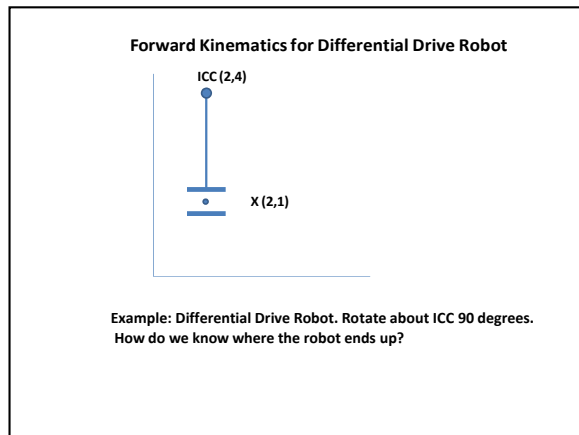 Forward Kinematics for Differential Drive Robot
ICC (2,4)
X (2,1)
Example: Differential Drive Robot. Rotate about ICC 90 degrees.
How do we know where the robot ends up?